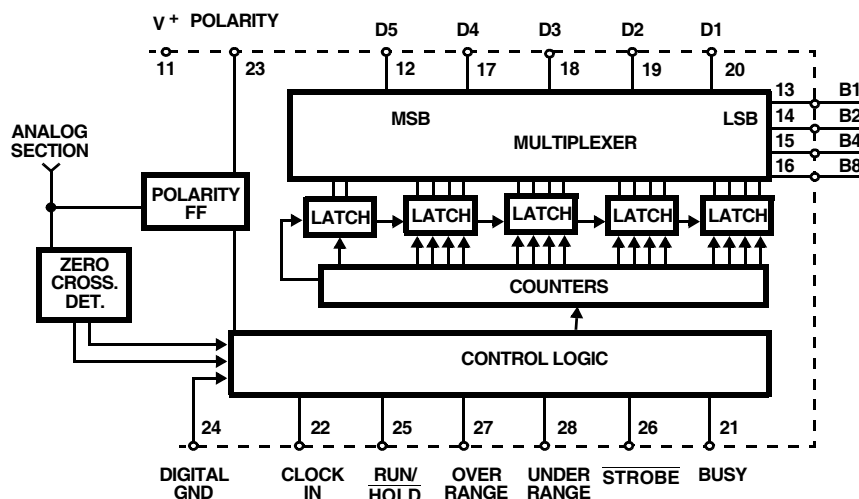 V+ POLARITY D5 D4 D3 D2 D1
11 23 12 17 18 19 20
MSB LSB
MULTIPLEXER
13 B1
14 B2
15 B4
16 B8
ANALOG
SECTION
POLARITY
FF
LATCH LATCH LATCH LATCH LATCH
ZERO
CROSS.
DET.
COUNTERS
CONTROL LOGIC
24 22 25 27 28 26 21
DIGITAL
GND
CLOCK
IN
RUN/
HOLD
OVER
RANGE
UNDER
RANGE
STROBE
BUSY